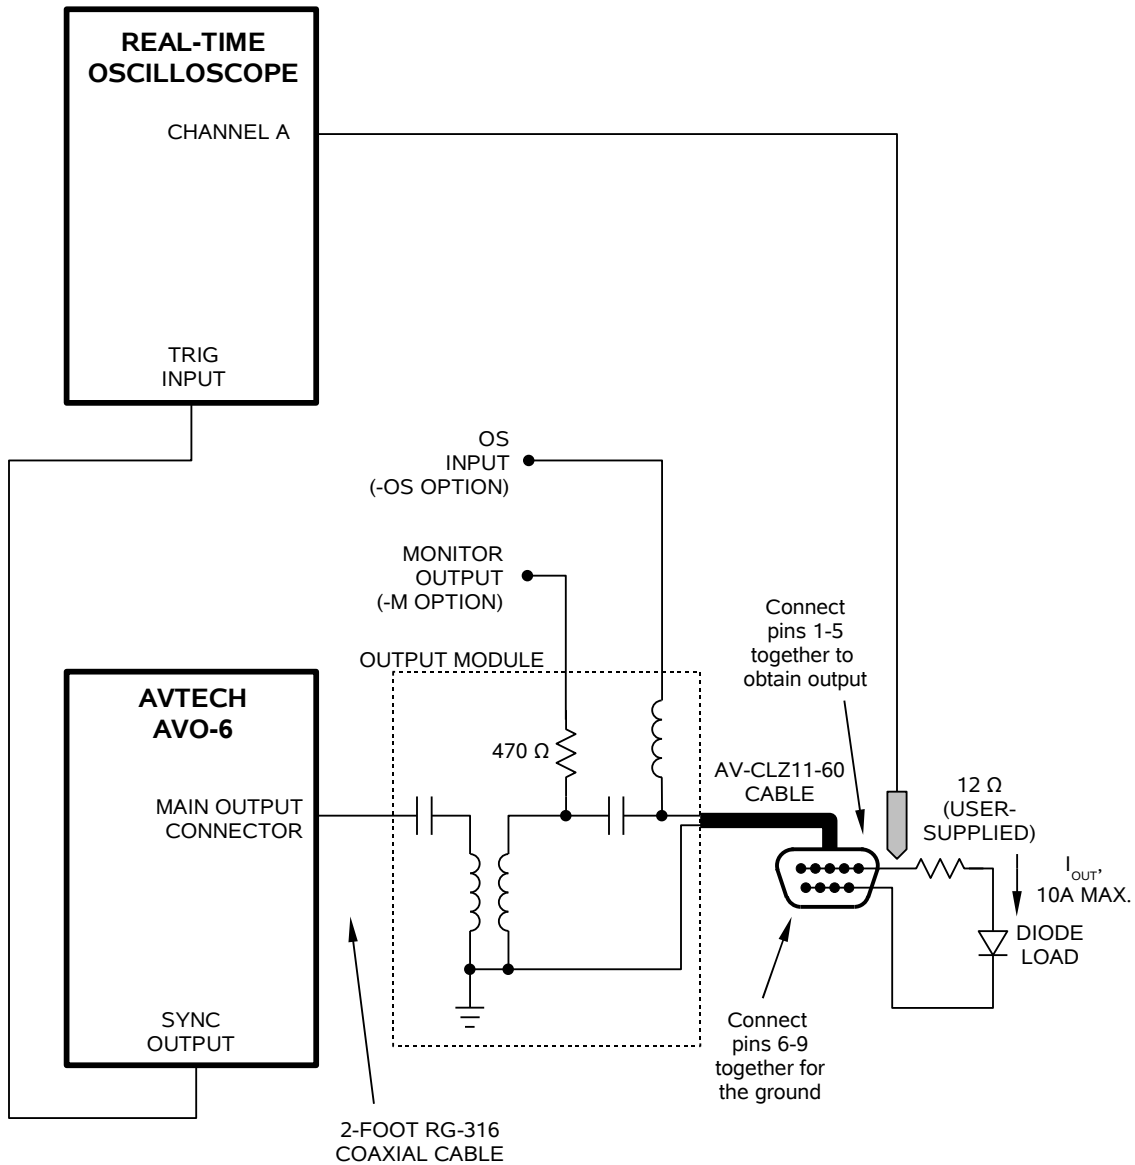 REAL-TIME
OSCILLOSCOPE
CHANNEL A
TRIG
INPUT
OS
INPUT
(-OS OPTION)
MONITOR
OUTPUT
(-M OPTION)
OUTPUT MODULE
470 Ω
Connect
pins 1-5
together to
obtain output
AVTECH
AVO-6
MAIN OUTPUT
CONNECTOR
SYNC
OUTPUT
AV-CLZ11-60
CABLE
12 Ω
(USER-
SUPPLIED)
IOUT,
10A MAX.
DIODE
LOAD
Connect
pins 6-9
together for
the ground
2-FOOT RG-316
COAXIAL CABLE